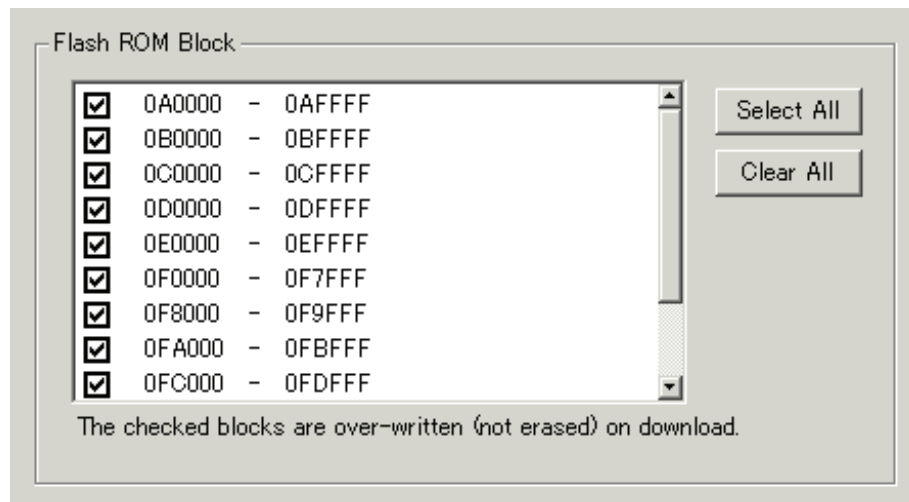 Flash ROM Block
0A0000 - 0AFFFF
0B0000 - 0BFFFF
0C0000 - 0CFFFF
0D0000 - 0DFFFF
0E0000 - 0EFFFF
0F0000 - 0F7FFF
0F8000 - 0F9FFF
0FA000 - 0FBFFF
0FC000 - 0FDFFF
Select All
Clear All
The checked blocks are over-written (not erased) on download.